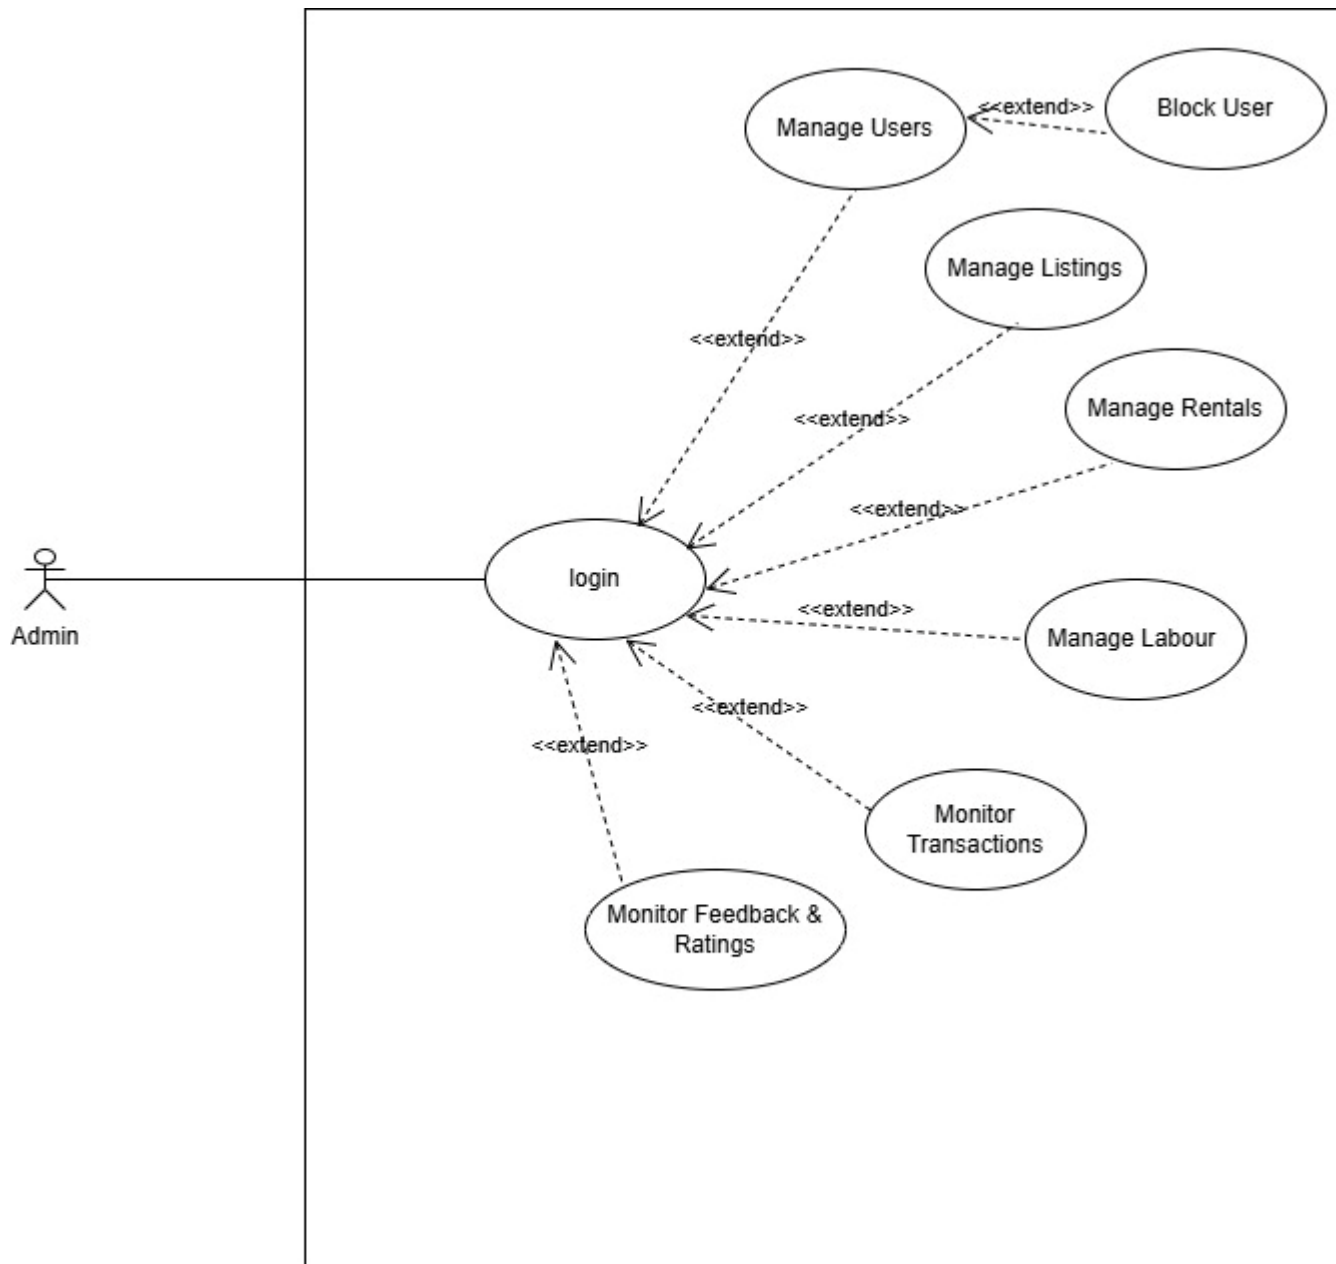 Manage Users
<<extend>>
Block User
Manage Listings
<<extend>>
Manage Rentals
<<extend>>
<<extend>>
login
Admin
<<extend>>
Manage Labour
<<extend>>
<<extend>>
Monitor
Transactions
Monitor Feedback &
Ratings